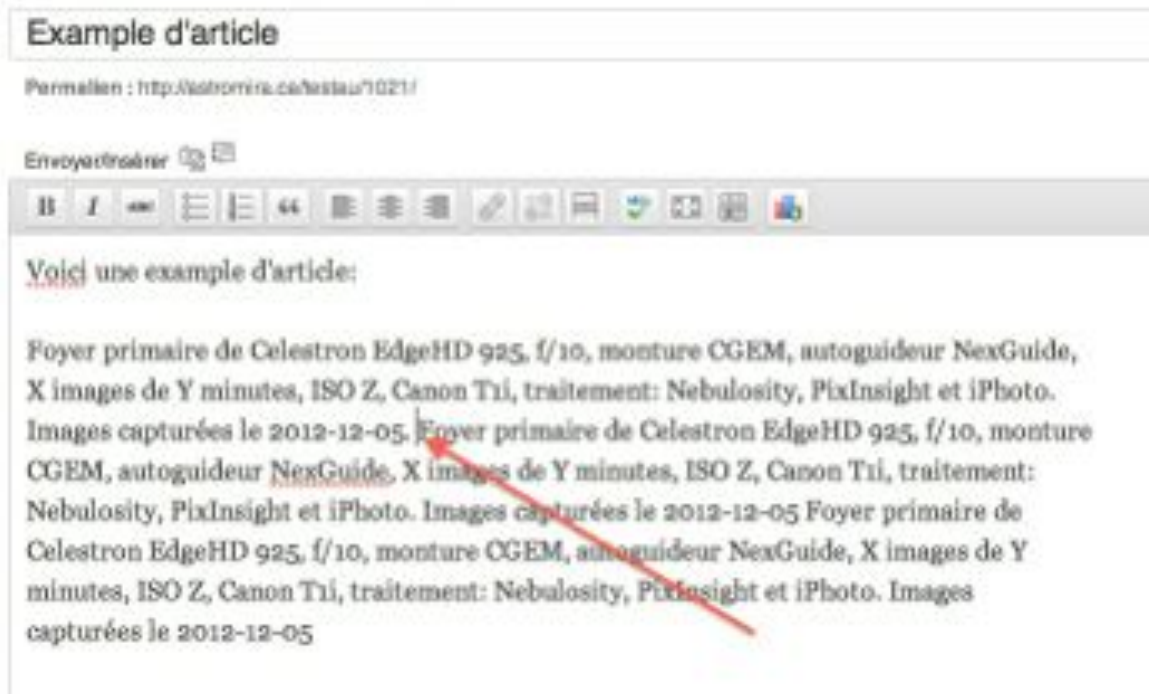 Example d'article
Permalien : http://astromira.ca/testau/1021/
Envoyer/Insérer
B I ABC
Voici une example d'article:
Foyer primaire de Celestron EdgeHD 925, f/10, monture CGEM, autoguideur NexGuide,
X images de Y minutes, ISO Z, Canon T1i, traitement: Nebulosity, PixInsight et iPhoto.
Images capturées le 2012-12-05. Foyer primaire de Celestron EdgeHD 925, f/10, monture
CGEM, autoguideur NexGuide, X images de Y minutes, ISO Z, Canon T1i, traitement:
Nebulosity, PixInsight et iPhoto. Images capturées le 2012-12-05 Foyer primaire de
Celestron EdgeHD 925, f/10, monture CGEM, autoguideur NexGuide, X images de Y
minutes, ISO Z, Canon T1i, traitement: Nebulosity, PixInsight et iPhoto. Images
capturées le 2012-12-05